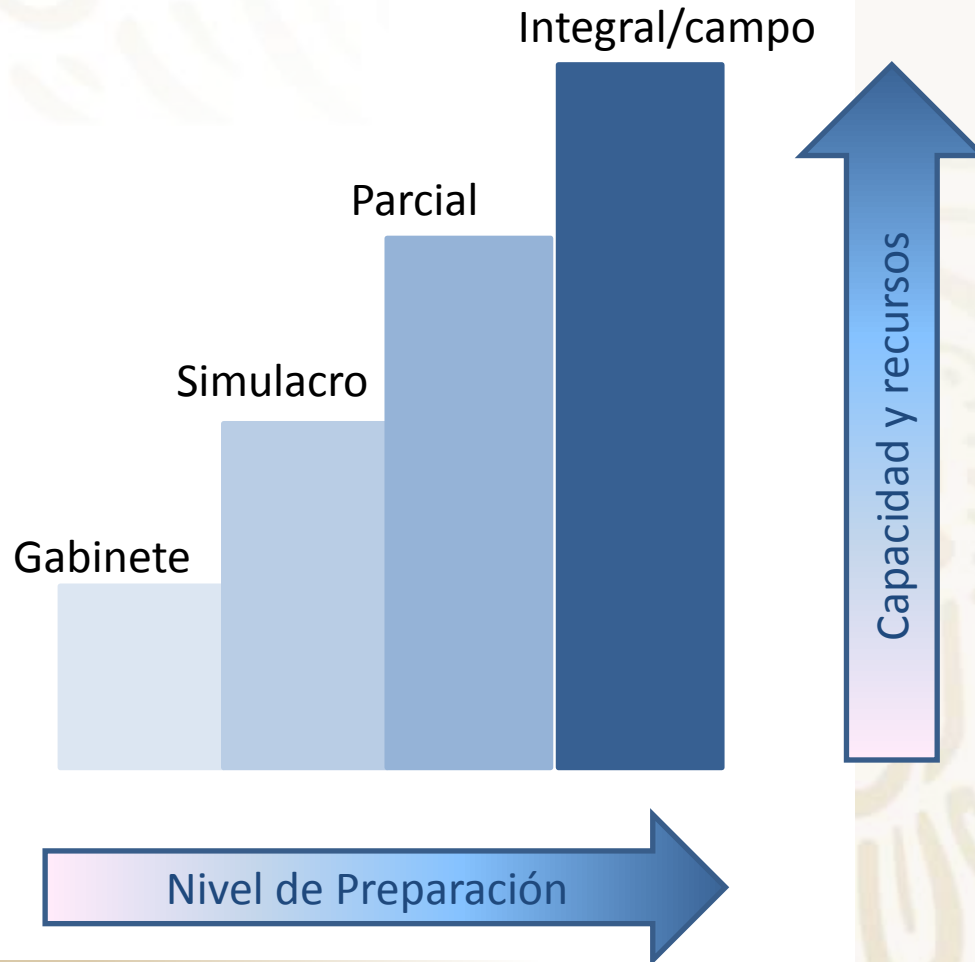 Integral/campo
Parcial
Simulacro
Gabinete
Capacidad y recursos
Nivel de Preparación